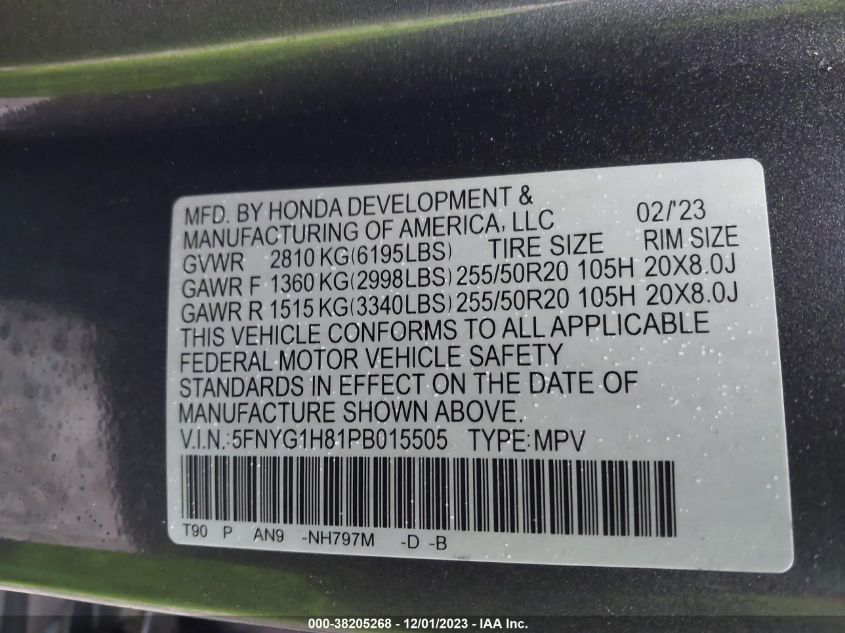 MFD. BY HONDA DEVELOPMENT & 02/'23
MANUFACTURING OF AMERICA, LLC
GVWR 2810 KG(6195LBS) TIRE SIZE RIM SIZE
GAWR F 1360 KG(2998LBS) 255/50R20 105H 20X8.0J
GAWR R 1515 KG(3340LBS) 255/50R20 105H 20X8.0J
THIS VEHICLE CONFORMS TO ALL APPLICABLE
FEDERAL MOTOR VEHICLE SAFETY
STANDARDS IN EFFECT ON THE DATE OF
MANUFACTURE SHOWN ABOVE.
V.I.N.:5FNYG1H81PB015505 TYPE:MPV
T90 P AN9 -NH797M -D -B
000-38205268 - 12/01/2023 - IAA Inc.